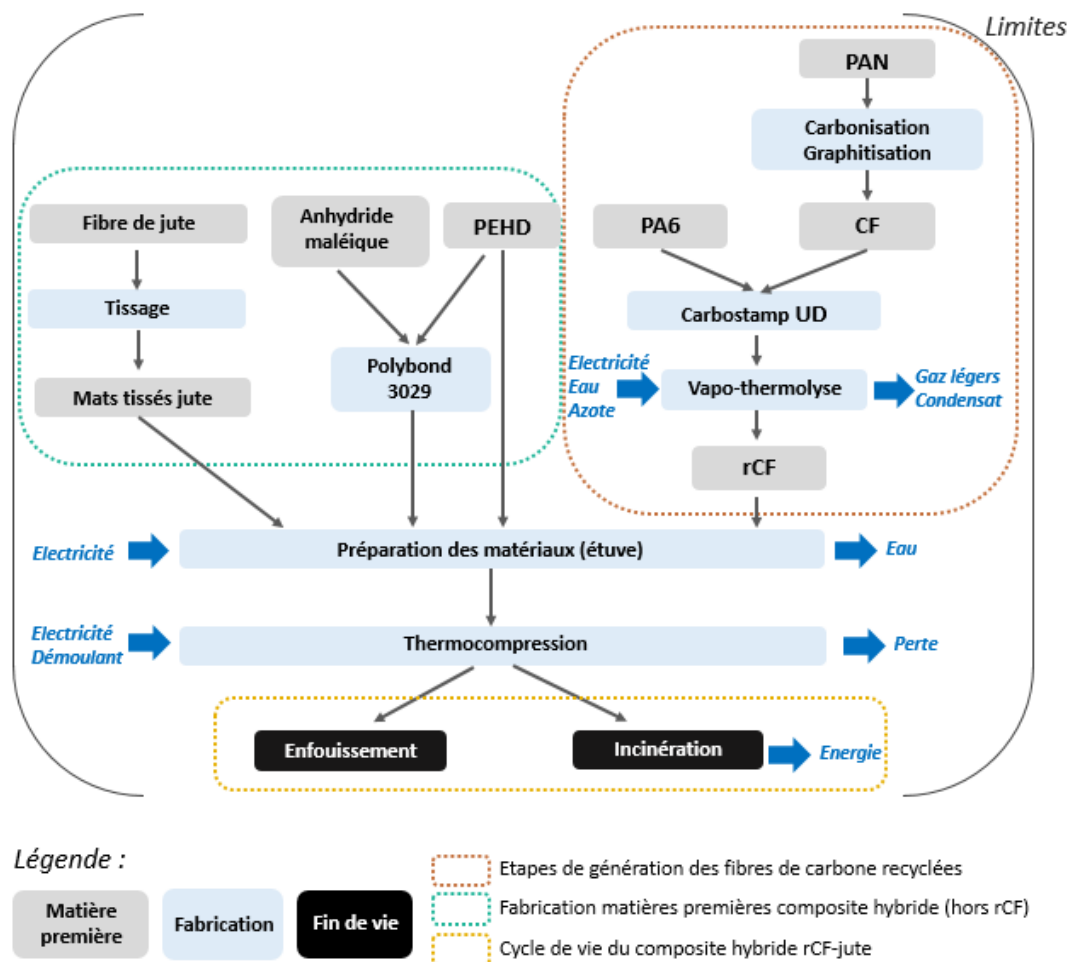 Limites
PAN
Carbonisation
Graphitisation
Fibre de jute
Anhydride
maléique
PEHD
PA6
CF
Tissage
Carbostamp UD
Polybond
3029
Electricité
Eau
Azote
Vapo-thermolyse
Gaz légers
Condensat
Mats tissés jute
rCF
Electricité
Préparation des matériaux (étuve)
Eau
Electricité
Démoulant
Thermocompression
Perte
Enfouissement
Incinération
Energie
Légende :
Matière
première
Fabrication
Fin de vie
Etapes de génération des fibres de carbone recyclées
Fabrication matières premières composite hybride (hors rCF)
Cycle de vie du composite hybride rCF-jute